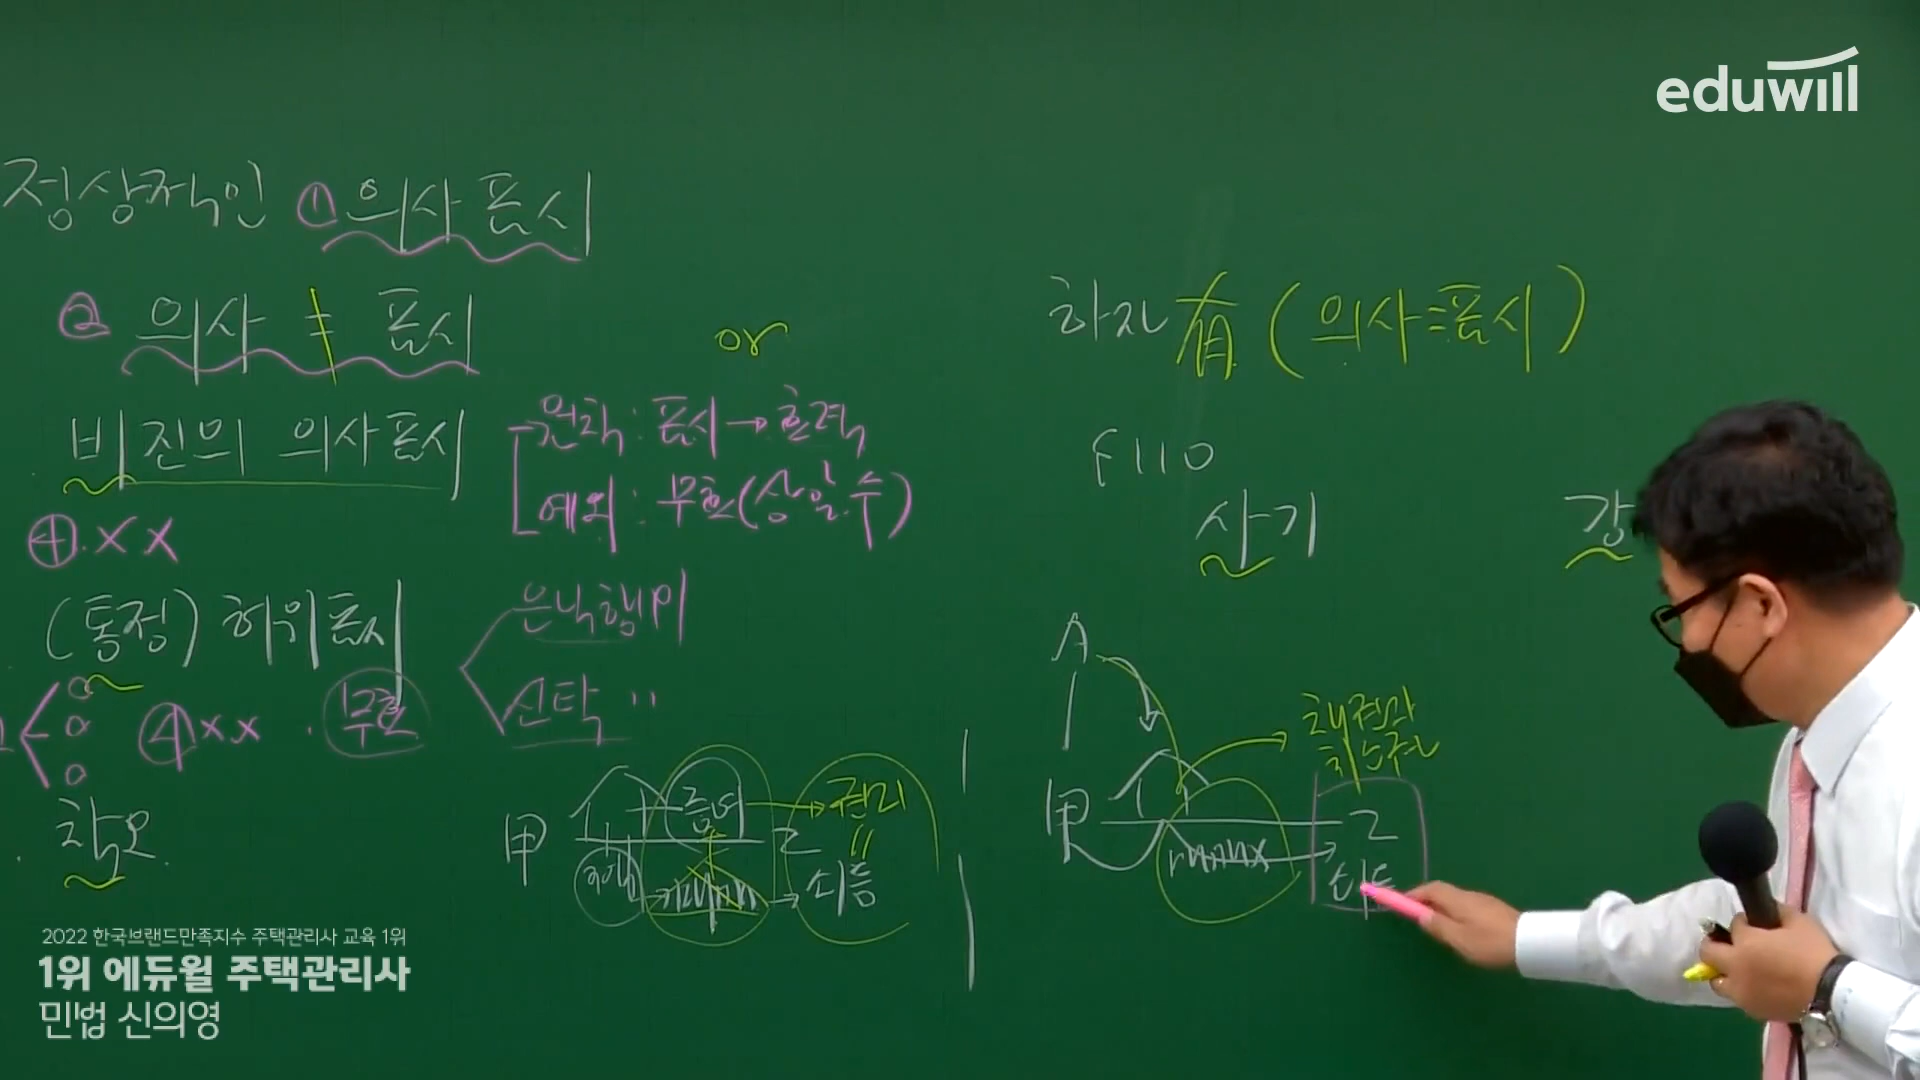 eduwill
정상적인 ① 의사표시
② 의사 ≠ 표시
or
하자 有 (의사=표시)
비진의 의사표시
원칙 : 표시 → 효력
예외 : 무효(상알.수)
④.××
§110
사기
강
(통정) 허위표시
은닉행위
신탁 〃
④×× . 무효
착오
甲
증여
乙
권리
〃
취득
A
甲
채권자
취소권
乙
취득
2022 한국브랜드만족지수 주택관리사 교육 1위
1위 에듀윌 주택관리사
민법 신의영